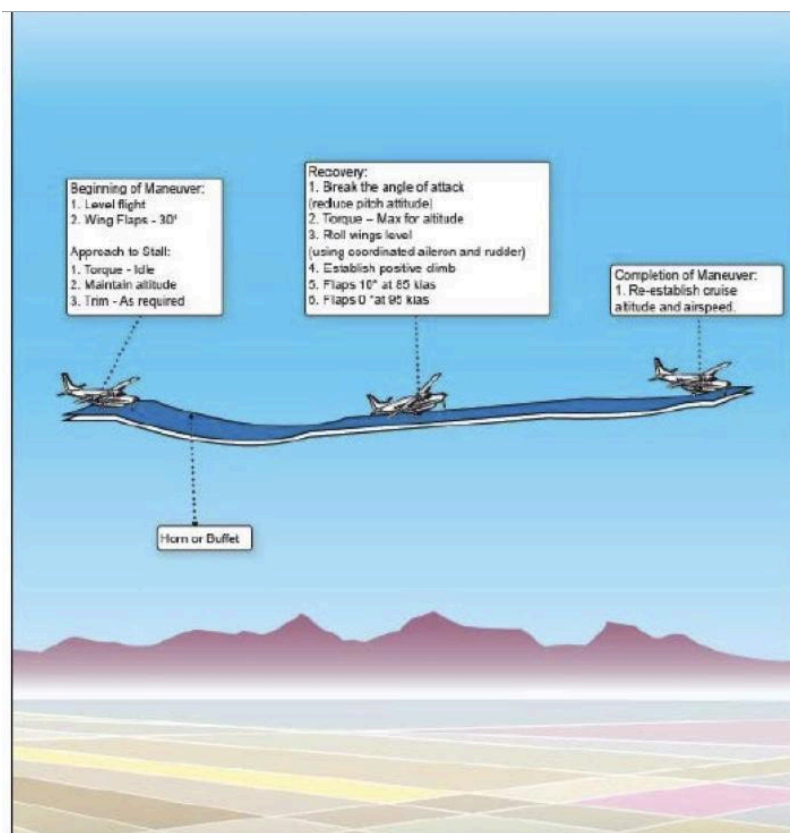 Beginning of Maneuver:
1. Level flight
2. Wing Flaps - 30°
Approach to Stall:
1. Torque - Idle
2. Maintain altitude
3. Trim - As required
Recovery:
1. Break the angle of attack
(reduce pitch attitude)
2. Torque – Max for altitude
3. Roll wings level
(using coordinated aileron and rudder)
4. Establish positive climb
5. Flaps 10° at 85 kias
6. Flaps 0 °at 95 kias
Completion of Maneuver:
1. Re-establish cruise
altitude and airspeed.
Horn or Buffet